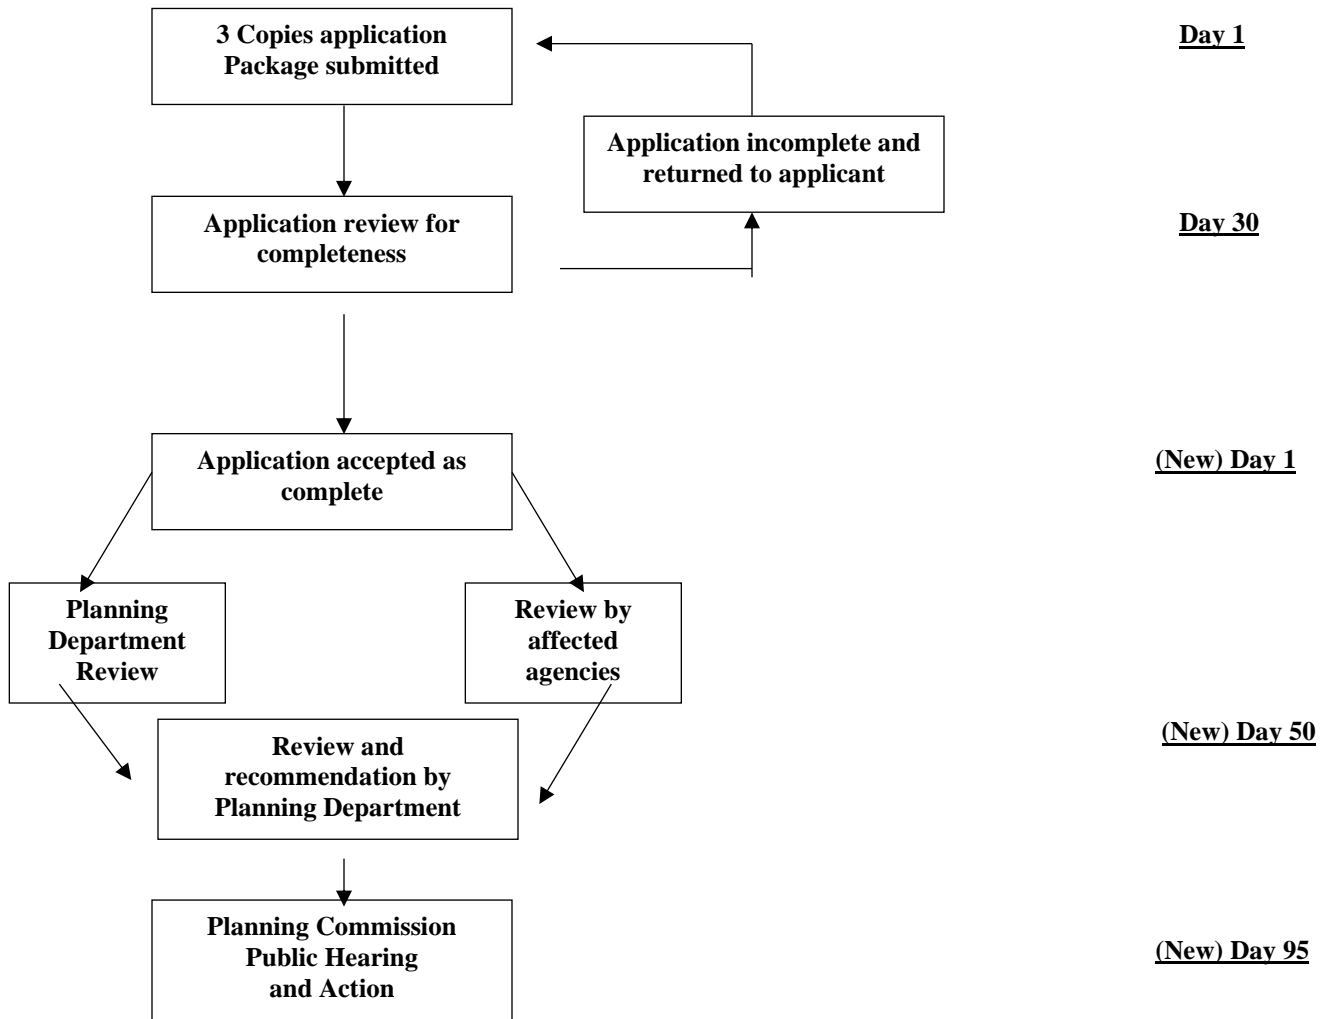 3 Copies application
Package submitted
Day 1
Application incomplete and
returned to applicant
Application review for
completeness
Day 30
Application accepted as
complete
(New) Day 1
Planning
Department
Review
Review by
affected
agencies
Review and
recommendation by
Planning Department
(New) Day 50
Planning Commission
Public Hearing
and Action
(New) Day 95